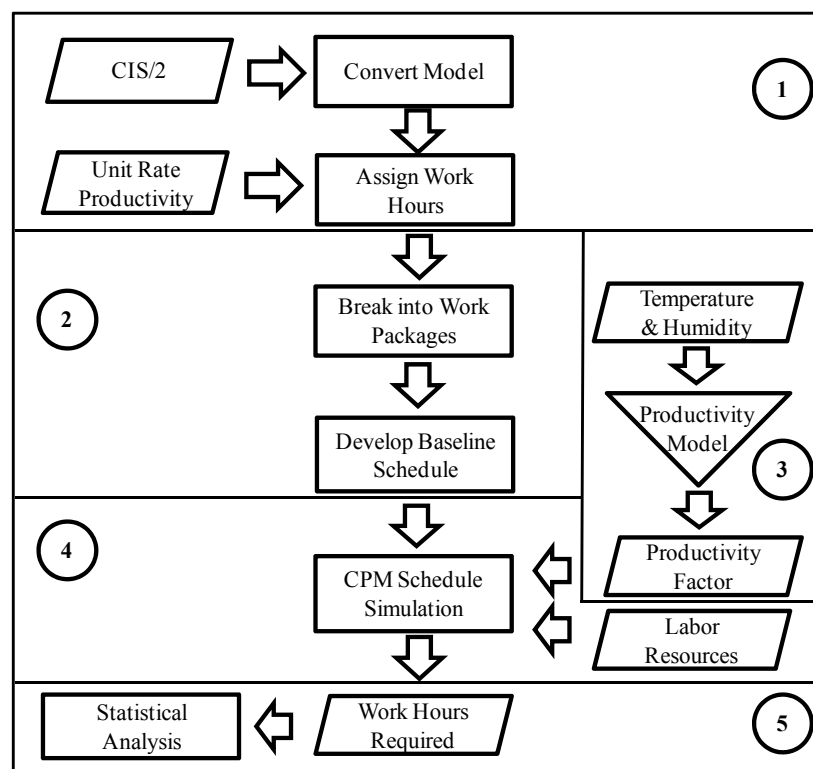 CIS/2
Convert Model
1
Unit Rate
Productivity
Assign Work
Hours
2
Break into Work
Packages
Temperature
& Humidity
Develop Baseline
Schedule
Productivity
Model
3
4
CPM Schedule
Simulation
Productivity
Factor
Labor
Resources
Statistical
Analysis
Work Hours
Required
5